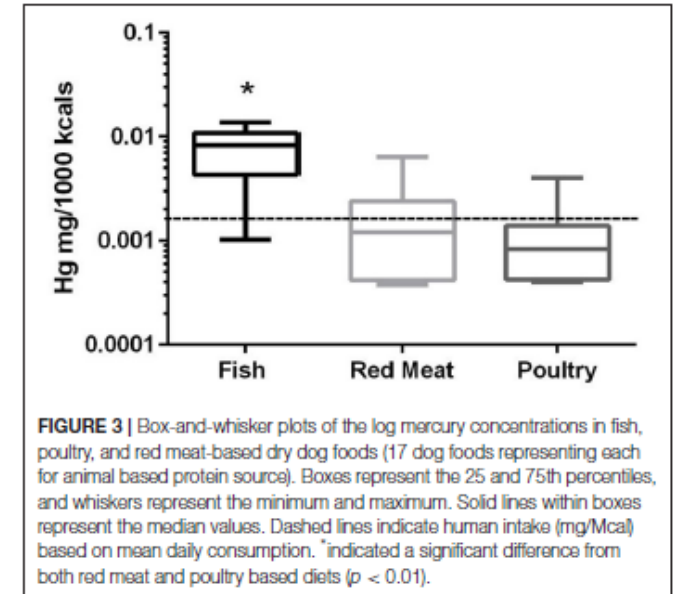 0.1
Hg mg/1000 kcals
*
0.01
0.001
0.0001
Fish Red Meat Poultry
FIGURE 3 | Box-and-whisker plots of the log mercury concentrations in fish,
poultry, and red meat-based dry dog foods (17 dog foods representing each
for animal based protein source). Boxes represent the 25 and 75th percentiles,
and whiskers represent the minimum and maximum. Solid lines within boxes
represent the median values. Dashed lines indicate human intake (mg/Mcal)
based on mean daily consumption. *indicated a significant difference from
both red meat and poultry based diets (p < 0.01).